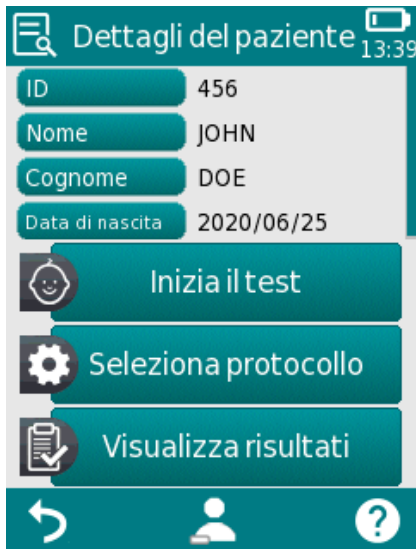 Dettagli del paziente
13:39
ID 456
Nome JOHN
Cognome DOE
Data di nascita 2020/06/25
Inizia il test
Seleziona protocollo
Visualizza risultati
?